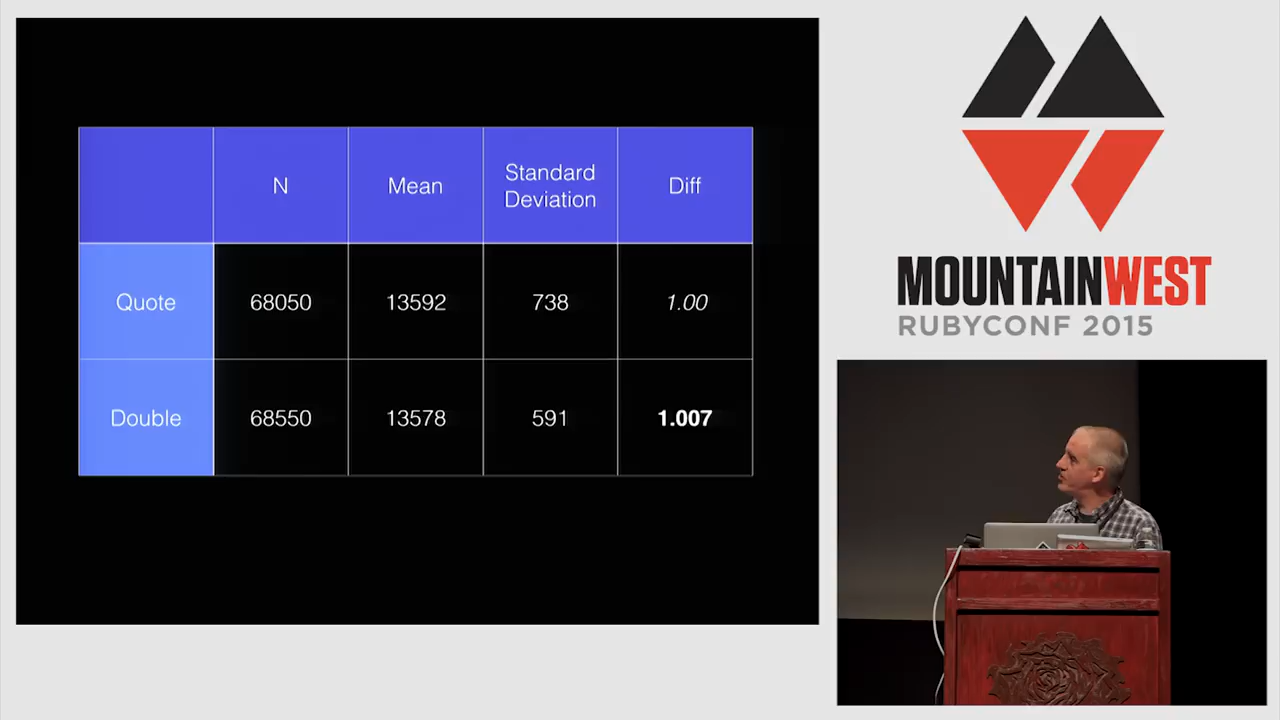 N Mean Standard Deviation Diff
Quote 68050 13592 738 1.00
Double 68550 13578 591 1.007
MOUNTAINWEST
RUBYCONF 2015